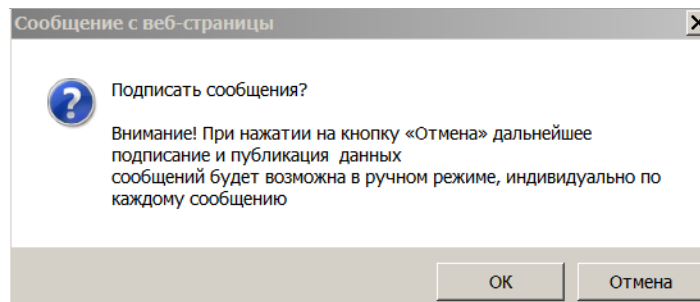 Сообщение с веб-страницы
Подписать сообщения?
Внимание! При нажатии на кнопку «Отмена» дальнейшее
подписание и публикация  данных
сообщений будет возможна в ручном режиме, индивидуально по
каждому сообщению
ОК
Отмена